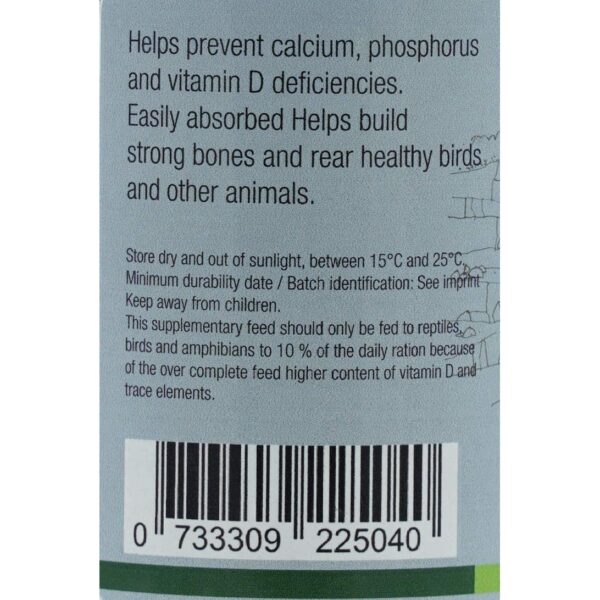 Helps prevent calcium, phosphorus
and vitamin D deficiencies.
Easily absorbed Helps build
strong bones and rear healthy birds
and other animals.
Store dry and out of sunlight, between 15°C and 25°C.
Minimum durability date / Batch identification: See imprint
Keep away from children.
This supplementary feed should only be fed to reptiles,
birds and amphibians to 10 % of the daily ration because
of the over complete feed higher content of vitamin D and
trace elements.
0 733309 225040